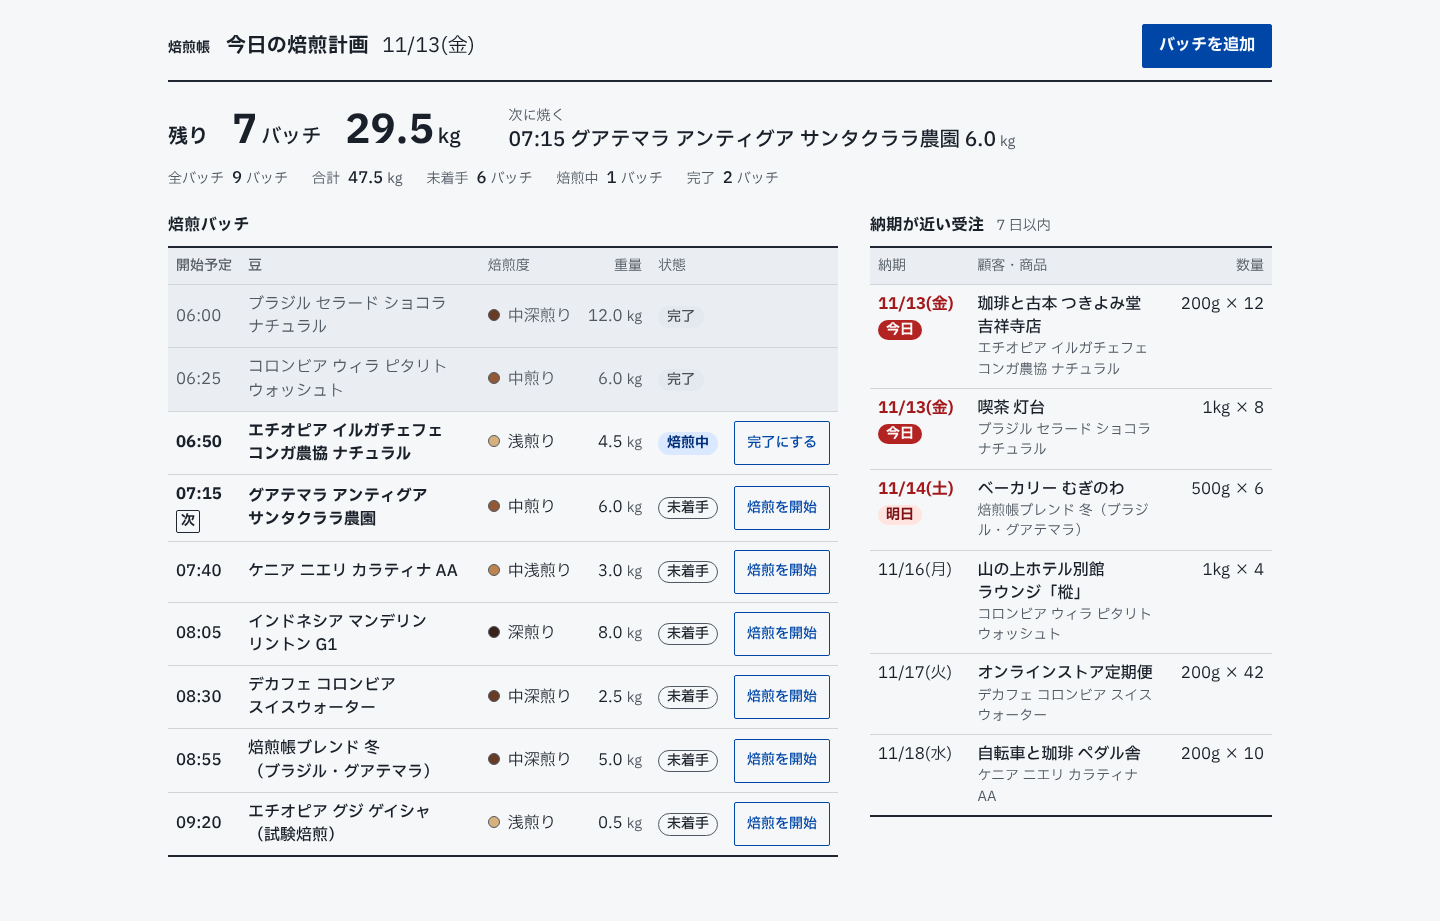 焙煎帳 今日の焙煎計画 11/13(金)
バッチを追加
残り 7 バッチ 29.5 kg
次に焼く
07:15 グアテマラ アンティグア サンタクララ農園 6.0 kg
全バッチ 9 バッチ 合計 47.5 kg 未着手 6 バッチ 焙煎中 1 バッチ 完了 2 バッチ
焙煎バッチ
開始予定 豆 焙煎度 重量 状態
06:00 ブラジル セラード ショコラ
ナチュラル
中深煎り 12.0 kg 完了
06:25 コロンビア ウィラ ピタリト
ウォッシュト
中煎り 6.0 kg 完了
06:50 エチオピア イルガチェフェ
コンガ農協 ナチュラル
浅煎り 4.5 kg 焙煎中 完了にする
07:15 次
グアテマラ アンティグア
サンタクララ農園
中煎り 6.0 kg 未着手 焙煎を開始
07:40 ケニア ニエリ カラティナ AA 中浅煎り 3.0 kg 未着手 焙煎を開始
08:05 インドネシア マンデリン
リントン G1
深煎り 8.0 kg 未着手 焙煎を開始
08:30 デカフェ コロンビア
スイスウォーター
中深煎り 2.5 kg 未着手 焙煎を開始
08:55 焙煎帳ブレンド 冬
（ブラジル・グアテマラ）
中深煎り 5.0 kg 未着手 焙煎を開始
09:20 エチオピア グジ ゲイシャ
（試験焙煎）
浅煎り 0.5 kg 未着手 焙煎を開始
納期が近い受注 7 日以内
納期 顧客・商品 数量
11/13(金) 今日
珈琲と古本 つきよみ堂
吉祥寺店
エチオピア イルガチェフェ
コンガ農協 ナチュラル
200g × 12
11/13(金) 今日
喫茶 灯台
ブラジル セラード ショコラ
ナチュラル
1kg × 8
11/14(土) 明日
ベーカリー むぎのわ
焙煎帳ブレンド 冬（ブラジ
ル・グアテマラ）
500g × 6
11/16(月)
山の上ホテル別館
ラウンジ「樅」
コロンビア ウィラ ピタリト
ウォッシュト
1kg × 4
11/17(火)
オンラインストア定期便
デカフェ コロンビア スイス
ウォーター
200g × 42
11/18(水)
自転車と珈琲 ペダル舎
ケニア ニエリ カラティナ
AA
200g × 10